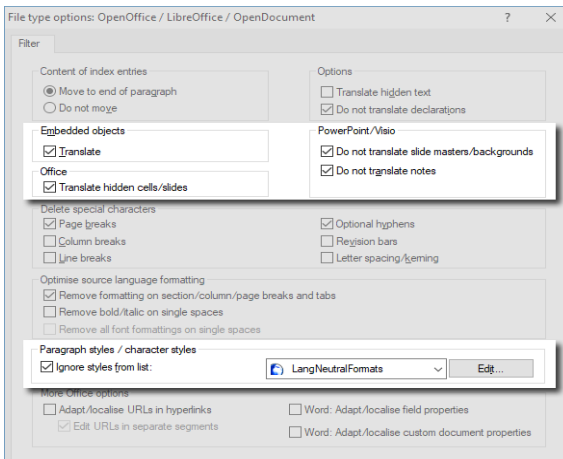 File type options: OpenOffice / LibreOffice / OpenDocument
?
Filter
Content of index entries
Move to end of paragraph
Do not move
Options
Translate hidden text
Do not translate declarations
Embedded objects
Translate
Office
Translate hidden cells/slides
PowerPoint/Visio
Do not translate slide masters/backgrounds
Do not translate notes
Delete special characters
Page breaks
Column breaks
Line breaks
Optional hyphens
Revision bars
Letter spacing/kerning
Optimise source language formatting
Remove formatting on section/column/page breaks and tabs
Remove bold/italic on single spaces
Remove all font formattings on single spaces
Paragraph styles / character styles
Ignore styles from list:
LangNeutralFormats
Edit...
More Office options
Adapt/localise URLs in hyperlinks
Edit URLs in separate segments
Word: Adapt/localise field properties
Word: Adapt/localise custom document properties